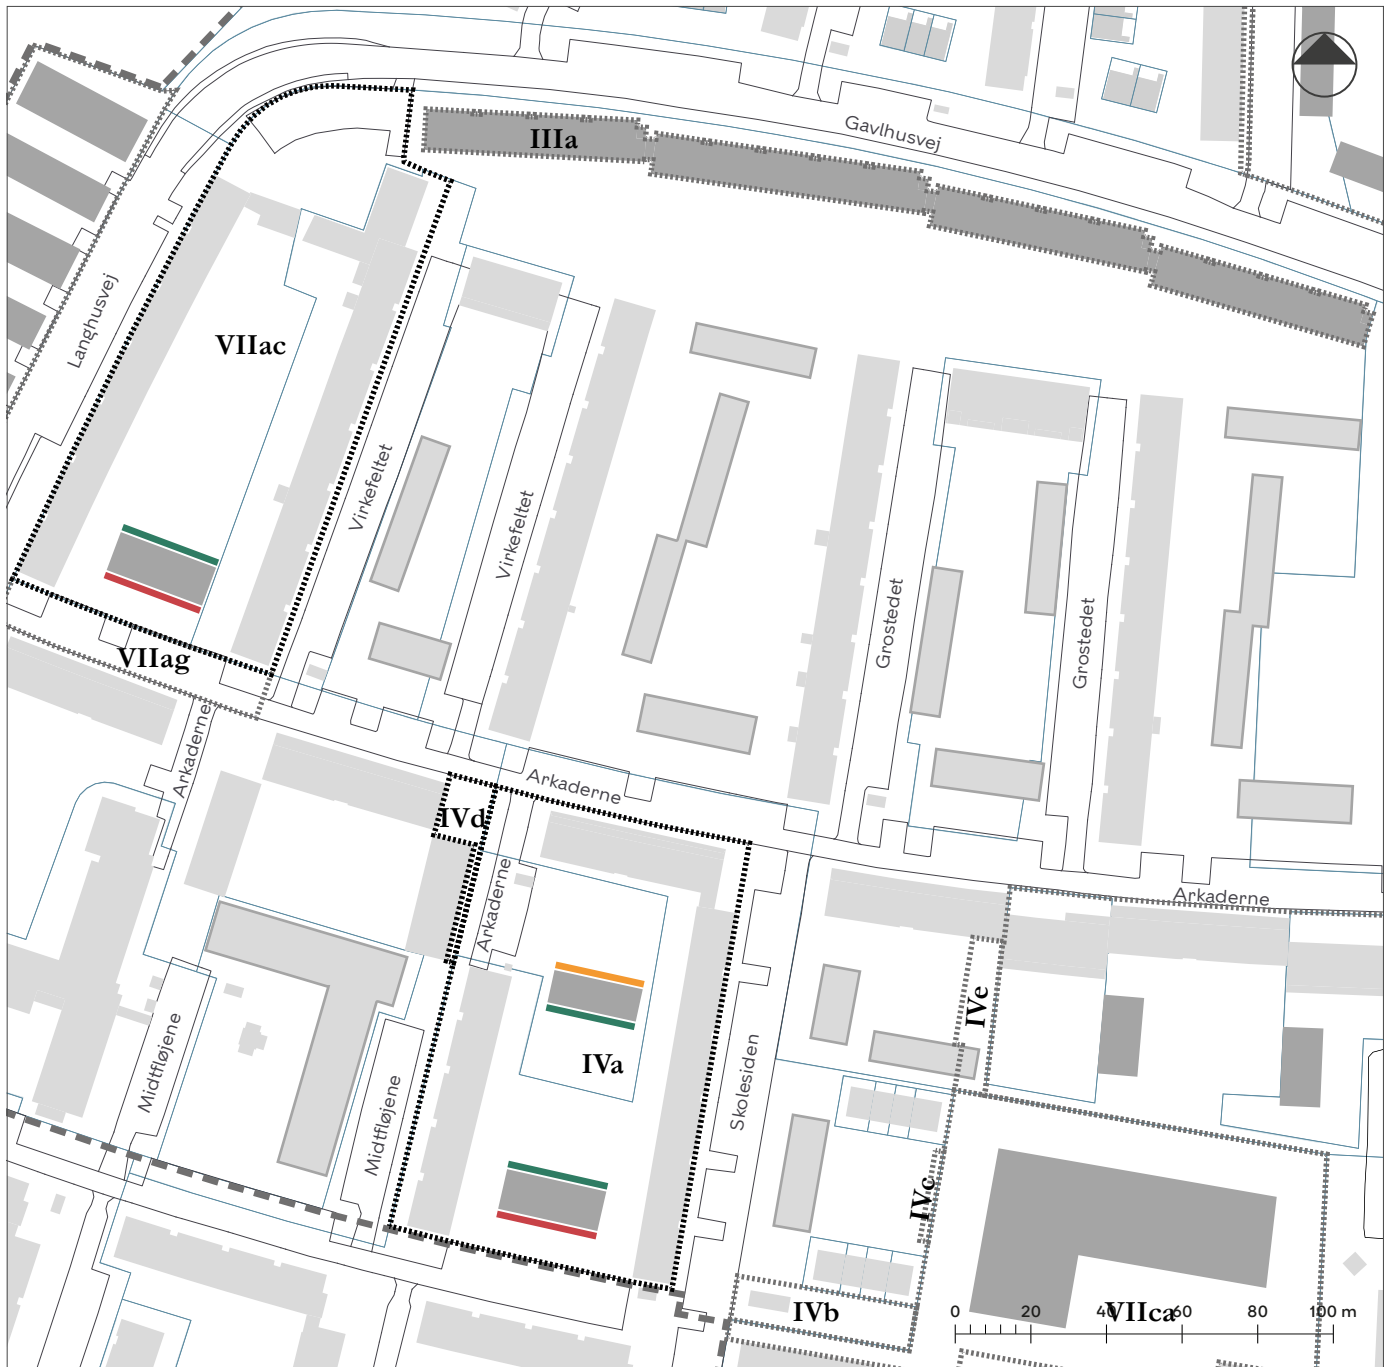 IIIa
Gavlhusvej
Langhusvej
VIIac
Virkefeltet
Virkefeltet
Grostedet
Grostedet
VIIag
Arkaderne
Arkaderne
IVd
Arkaderne
Arkaderne
IVe
IVa
Midtfløjene
Midtfløjene
Skolesiden
IVc
IVb
VIIca
0 20 40 60 80 100 m